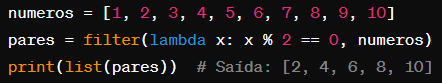 numeros = [1, 2, 3, 4, 5, 6, 7, 8, 9, 10]
pares = filter(lambda x: x % 2 == 0, numeros)
print(list(pares))  # Saída: [2, 4, 6, 8, 10]